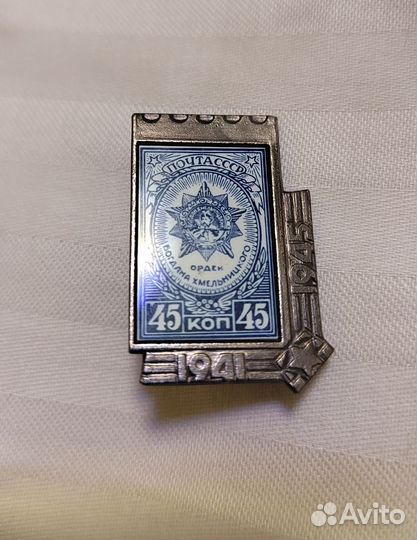 ПОЧТА СССР
ОРДЕН
БОГДАНА ХМЕЛЬНИЦКОГО
45 КОП 45
1941
1945
Avito